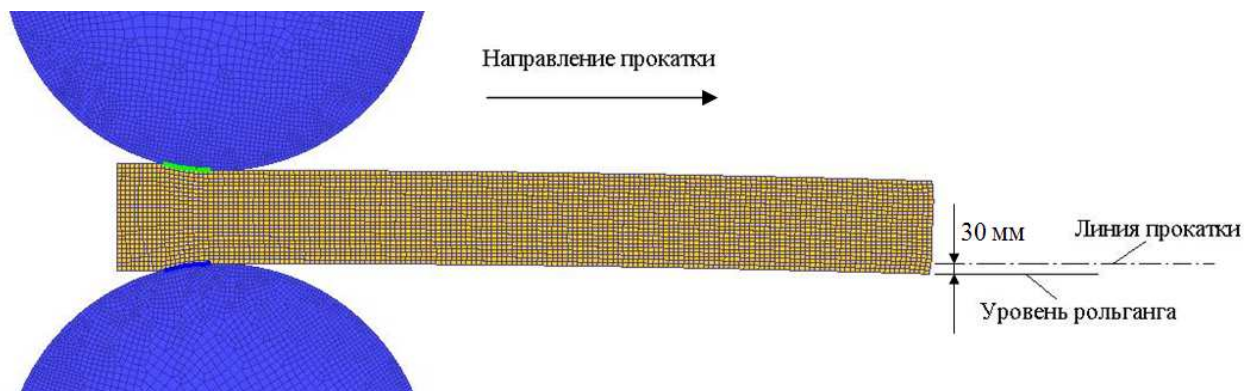 Направление прокатки
30 мм
Линия прокатки
Уровень рольганга